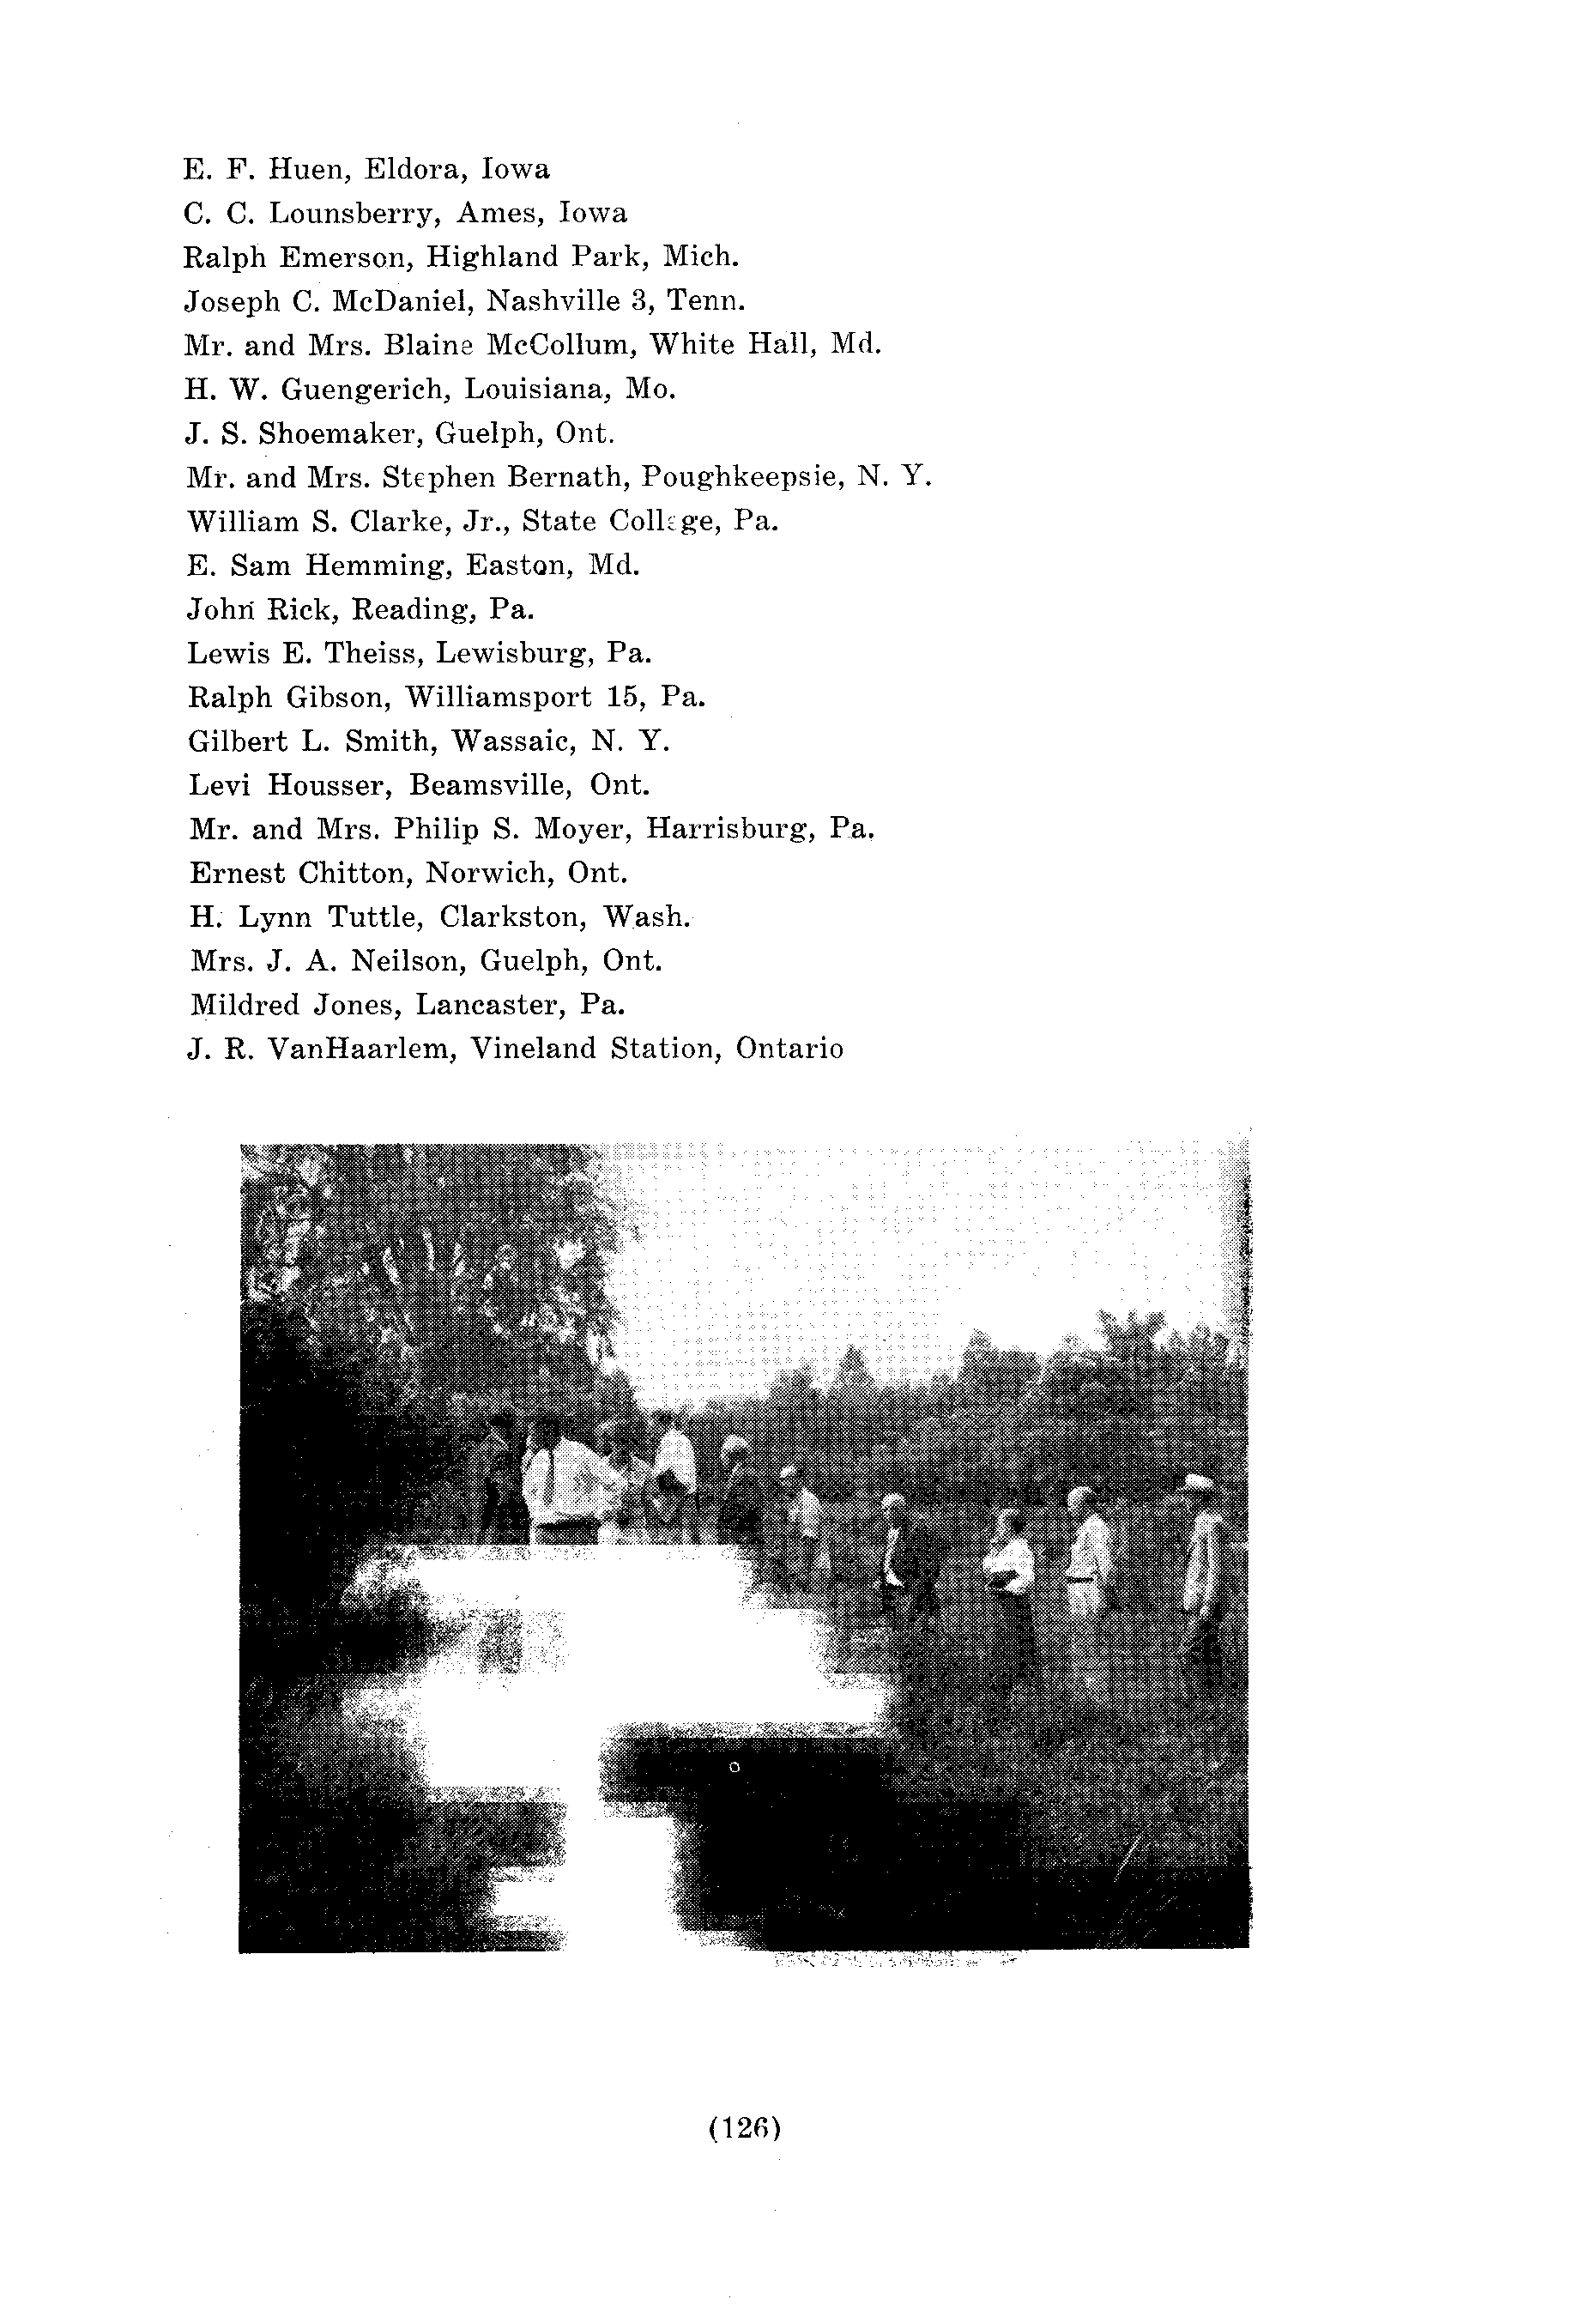 E. F. Huen, Eldora, Iowa
C. C. Lounsberry, Ames, Iowa
Ralph Emerson, Highland Park, Mich.
Joseph C. McDaniel, Nashville 3, Tenn.
Mr. and Mrs. Blaine McCollum, White Hall, Md.
H. W. Guengerich, Louisiana, Mo.
J. S. Shoemaker, Guelph, Ont.
Mr. and Mrs. Stephen Bernath, Poughkeepsie, N. Y.
William S. Clarke, Jr., State College, Pa.
E. Sam Hemming, Easton, Md.
John Rick, Reading, Pa.
Lewis E. Theiss, Lewisburg, Pa.
Ralph Gibson, Williamsport 15, Pa.
Gilbert L. Smith, Wassaic, N. Y.
Levi Housser, Beamsville, Ont.
Mr. and Mrs. Philip S. Moyer, Harrisburg, Pa.
Ernest Chitton, Norwich, Ont.
H. Lynn Tuttle, Clarkston, Wash.
Mrs. J. A. Neilson, Guelph, Ont.
Mildred Jones, Lancaster, Pa.
J. R. VanHaarlem, Vineland Station, Ontario
(126)